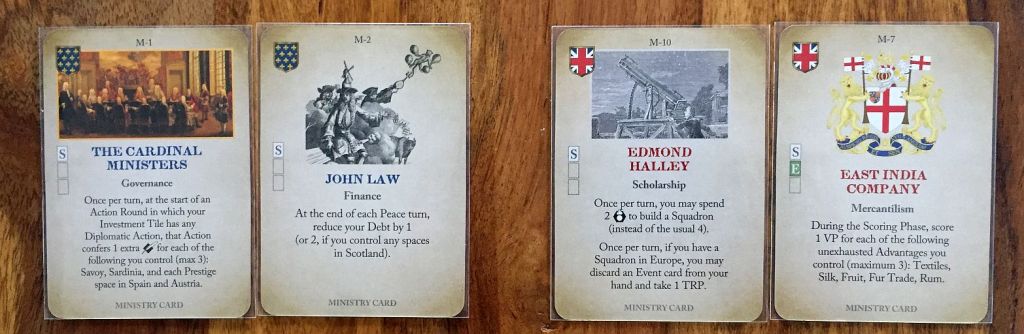 M-1
S
THE CARDINAL
MINISTERS
Governance
Once per turn, at the start of an
Action Round in which your
Investment Tile has any
Diplomatic Action, that Action
confers 1 extra for each of the
following you control (max 3):
Savoy, Sardinia, and each Prestige
space in Spain and Austria.
MINISTRY CARD
M-2
S
JOHN LAW
Finance
At the end of each Peace turn,
reduce your Debt by 1
(or 2, if you control any spaces
in Scotland).
MINISTRY CARD
M-10
S
EDMOND
HALLEY
Scholarship
Once per turn, you may spend
2 to build a Squadron
(instead of the usual 4).
Once per turn, if you have a
Squadron in Europe, you may
discard an Event card from your
hand and take 1 TRP.
MINISTRY CARD
M-7
S
E
EAST INDIA
COMPANY
Mercantilism
During the Scoring Phase, score
1 VP for each of the following
unexhausted Advantages you
control (maximum 3): Textiles,
Silk, Fruit, Fur Trade, Rum.
MINISTRY CARD